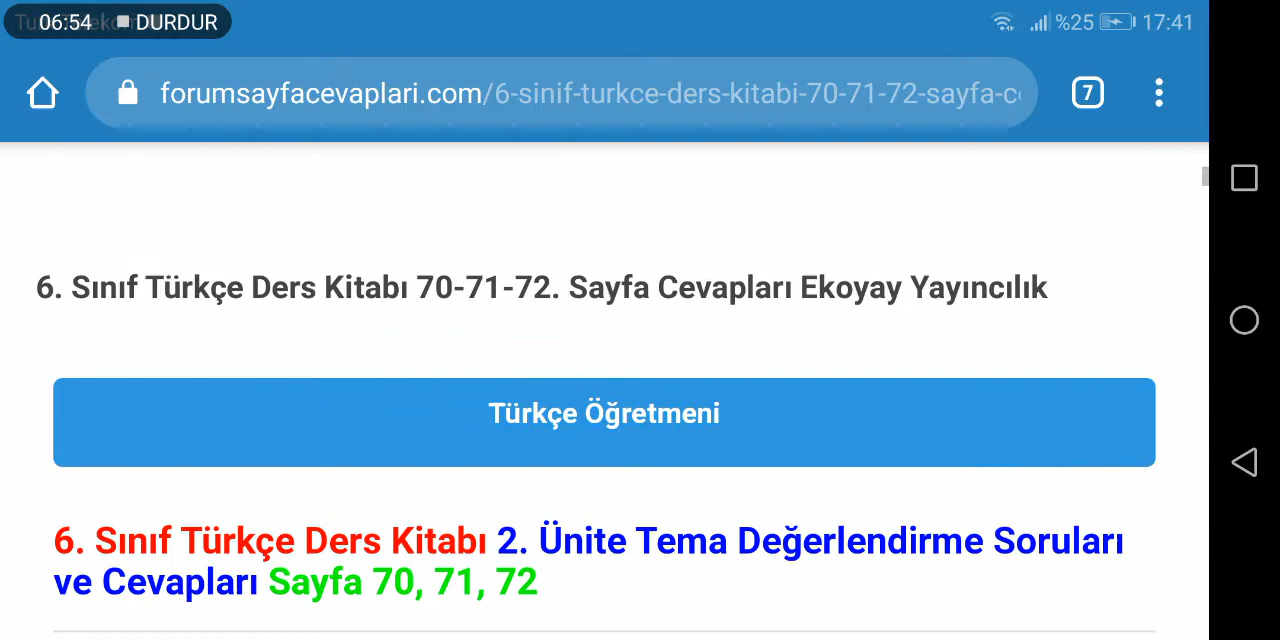 06:54 DURDUR %25 17:41
forumsayfacevaplari.com/6-sinif-turkce-ders-kitabi-70-71-72-sayfa-c
7
6. Sınıf Türkçe Ders Kitabı 70-71-72. Sayfa Cevapları Ekoyay Yayıncılık
Türkçe Öğretmeni
6. Sınıf Türkçe Ders Kitabı 2. Ünite Tema Değerlendirme Soruları
ve Cevapları Sayfa 70, 71, 72